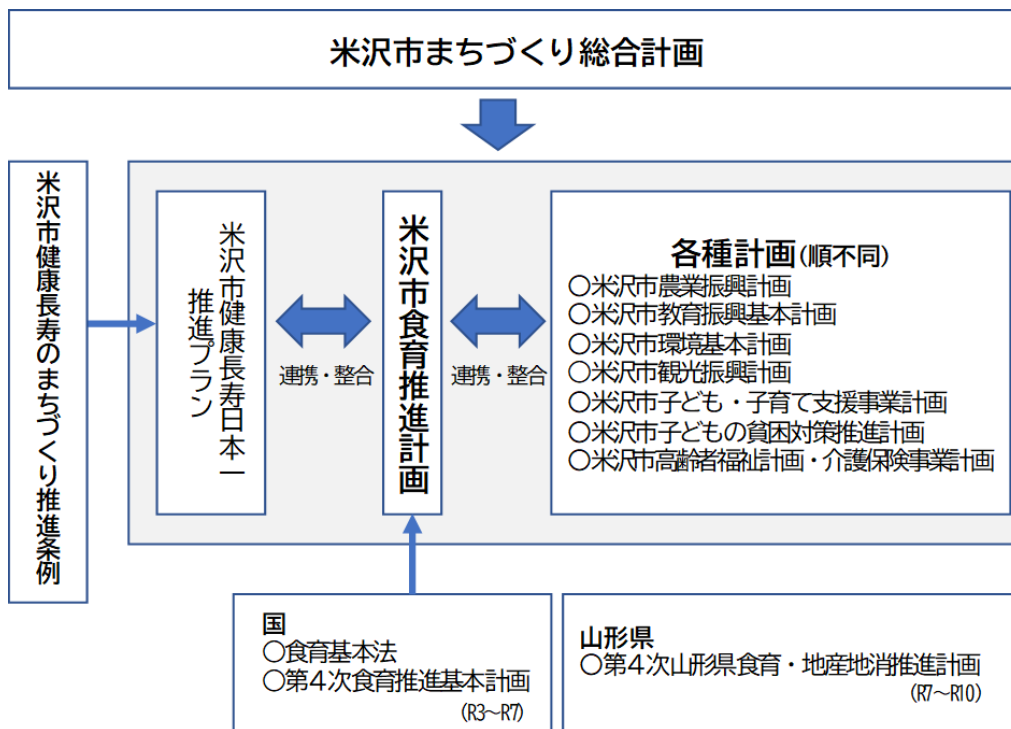 米沢市まちづくり総合計画
米沢市健康長寿のまちづくり推進条例
米沢市健康長寿日本一
推進プラン
連携・整合
米沢市食育推進計画
連携・整合
各種計画(順不同)
○米沢市農業振興計画
○米沢市教育振興基本計画
○米沢市環境基本計画
○米沢市観光振興計画
○米沢市子ども・子育て支援事業計画
○米沢市子どもの貧困対策推進計画
○米沢市高齢者福祉計画・介護保険事業計画
国
○食育基本法
○第4次食育推進基本計画
(R3~R7)
山形県
○第4次山形県食育・地産地消推進計画
(R7~R10)